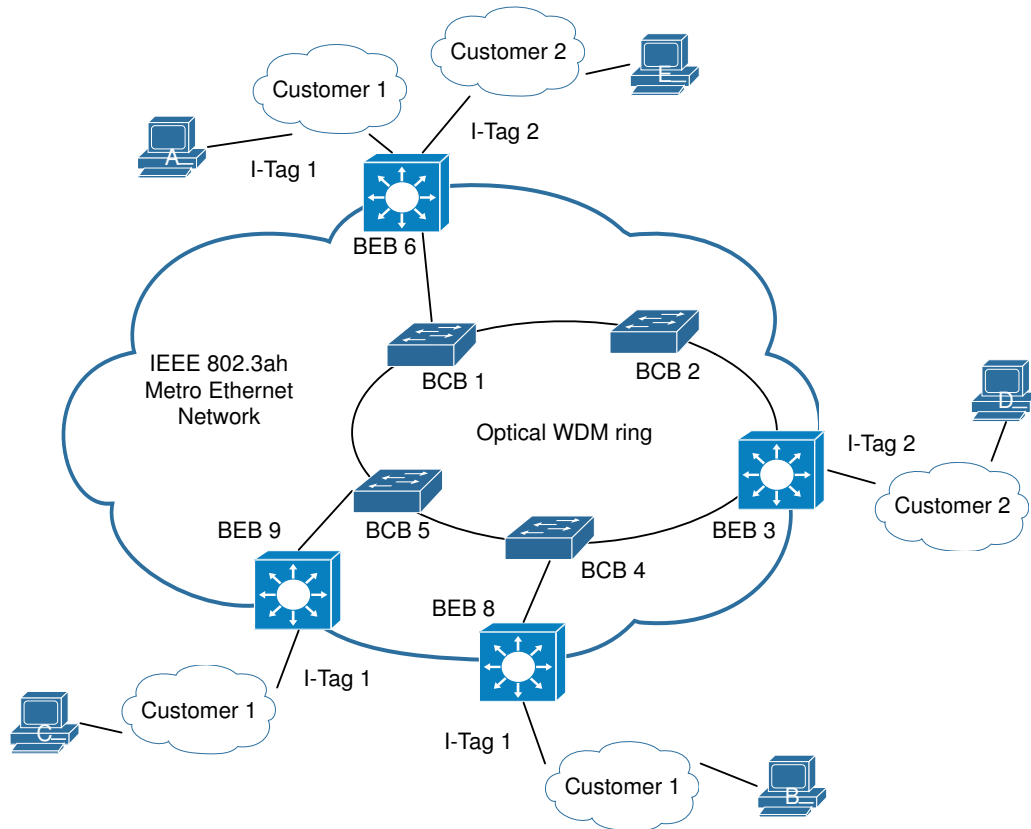 Customer 2
E
Customer 1
I-Tag 2
A
I-Tag 1
BEB 6
IEEE 802.3ah
Metro Ethernet
Network
BCB 1
BCB 2
D
Optical WDM ring
I-Tag 2
Customer 2
BEB 9
BCB 5
BEB 3
BCB 4
BEB 8
I-Tag 1
Customer 1
C
I-Tag 1
Customer 1
B